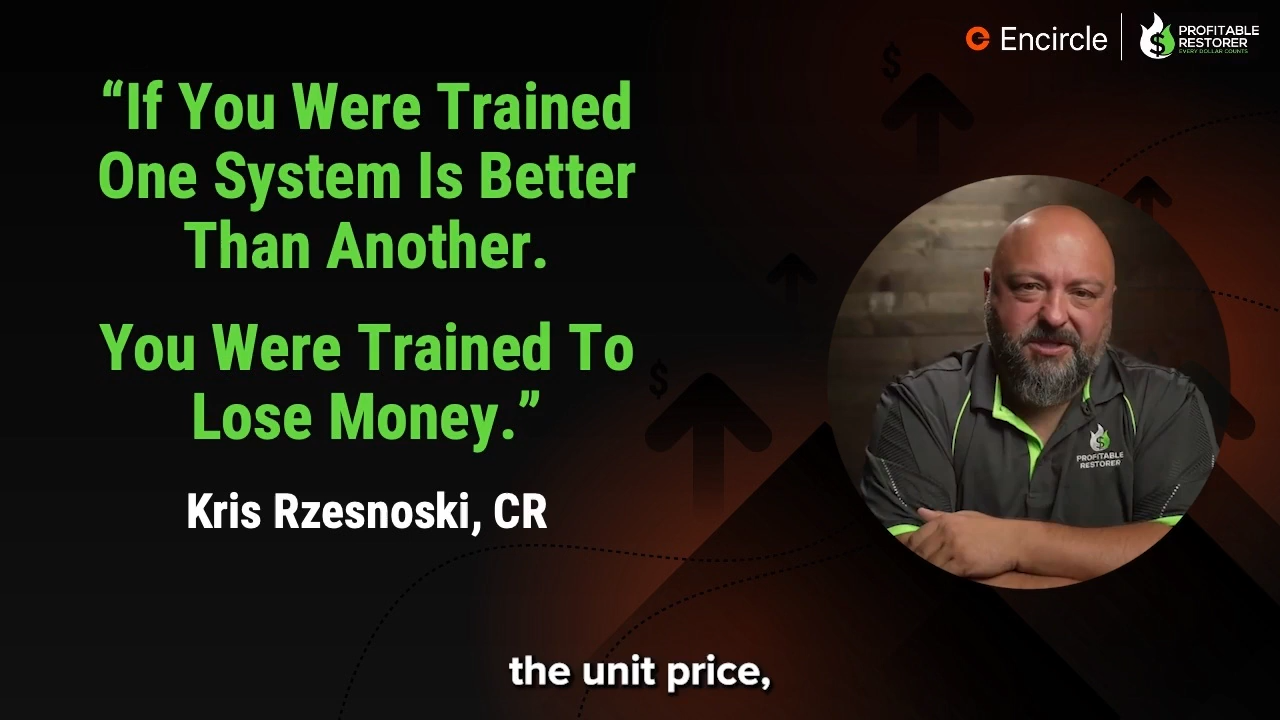 Encircle
PROFITABLE
RESTORER
EVERY DOLLAR COUNTS
“If You Were Trained
One System Is Better
Than Another.
You Were Trained To
Lose Money.”
Kris Rzesnoski, CR
$
$
PROFITABLE
RESTORER
the unit price,